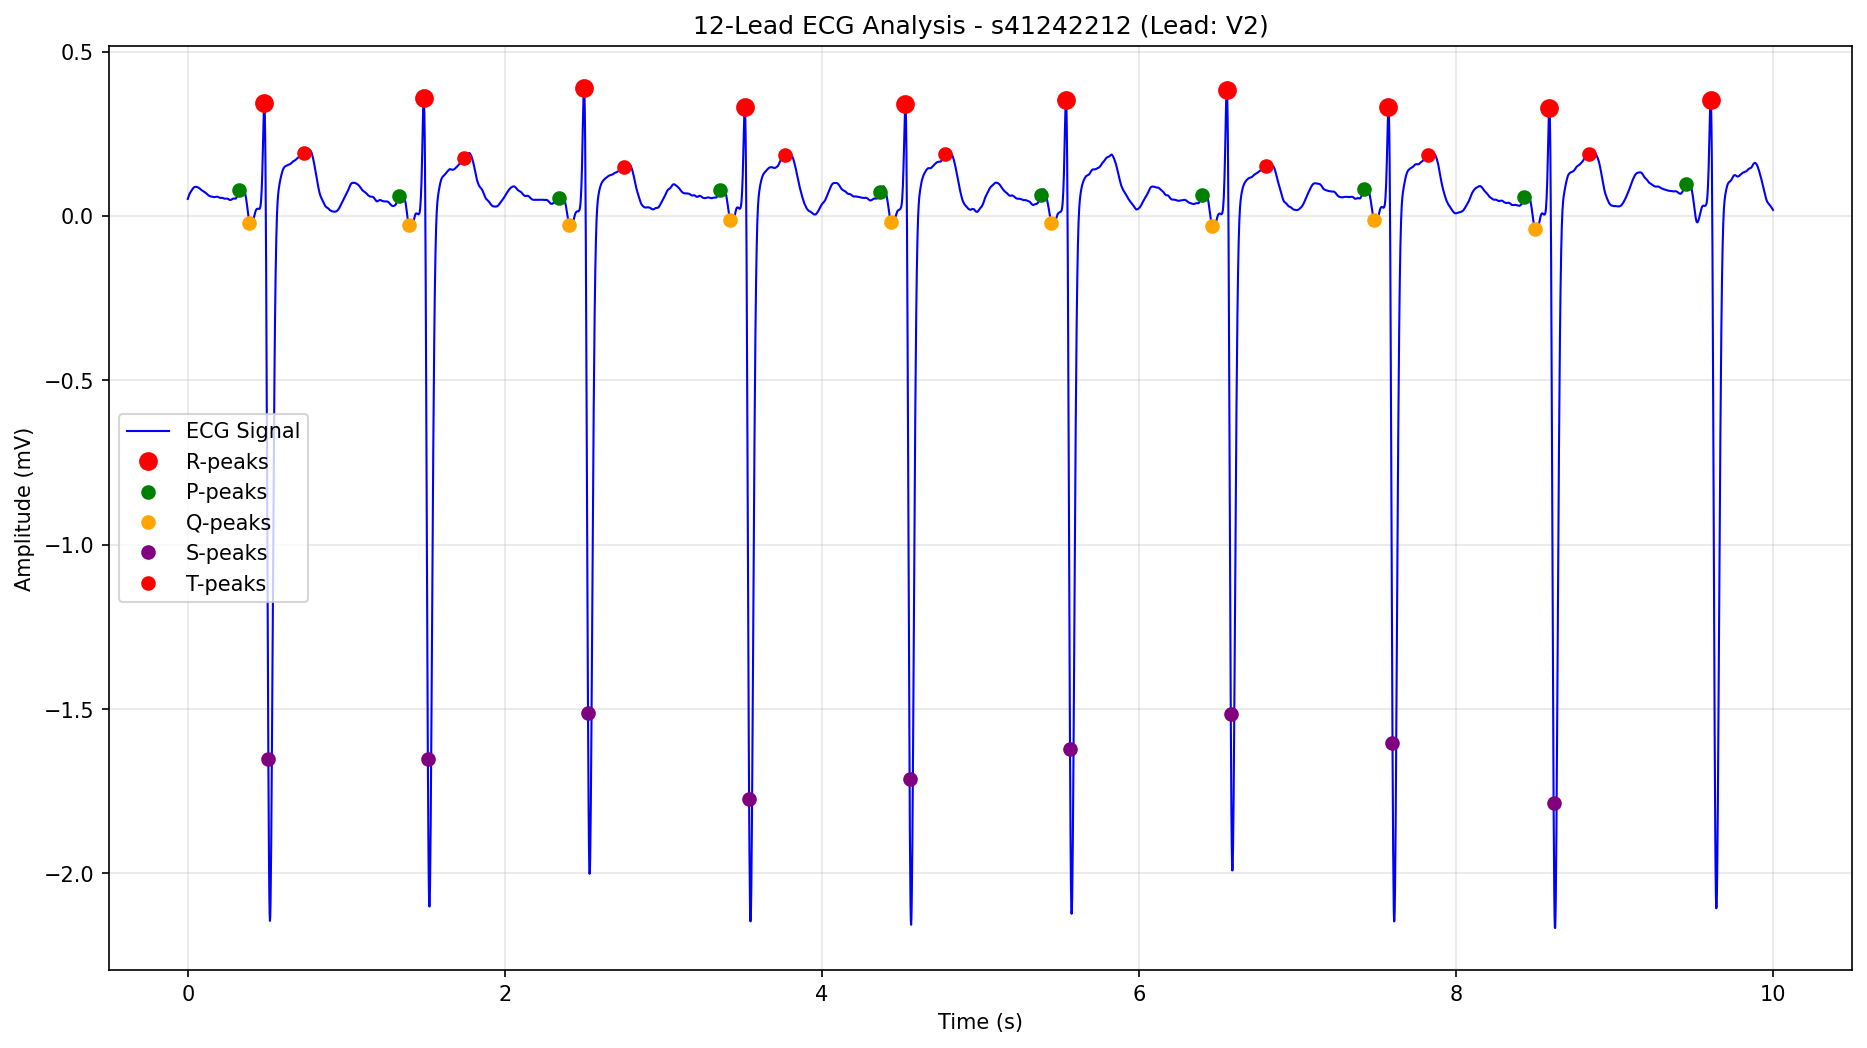 12-Lead ECG Analysis - s41242212 (Lead: V2)
0.5
0.0
−0.5
−1.0
−1.5
−2.0
Amplitude (mV)
ECG Signal
R-peaks
P-peaks
Q-peaks
S-peaks
T-peaks
0
2
4
6
8
10
Time (s)